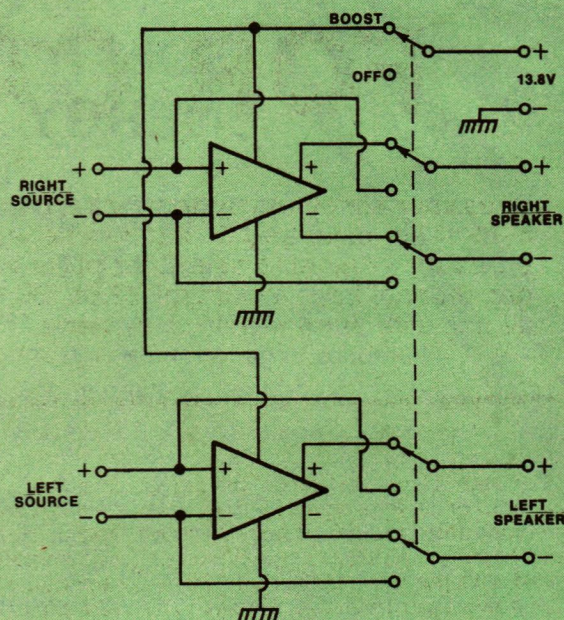 BOOST
+
OFF
13.8V
−
+
+
+
+
RIGHT
SOURCE
RIGHT
SPEAKER
−
−
−
−
+
+
+
+
LEFT
SOURCE
LEFT
SPEAKER
−
−
−
−